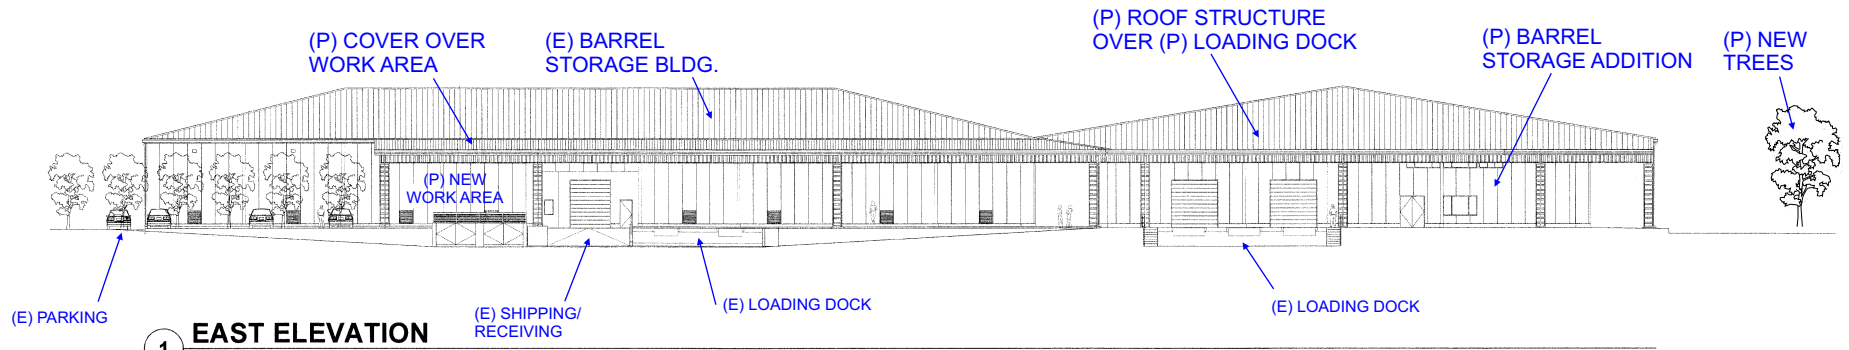 (P) COVER OVER
WORK AREA
(E) BARREL
STORAGE BLDG.
(P) ROOF STRUCTURE
OVER (P) LOADING DOCK
(P) BARREL
STORAGE ADDITION
(P) NEW
TREES
(P) NEW
WORK AREA
(E) PARKING
(E) SHIPPING/
RECEIVING
(E) LOADING DOCK
(E) LOADING DOCK
1 EAST ELEVATION